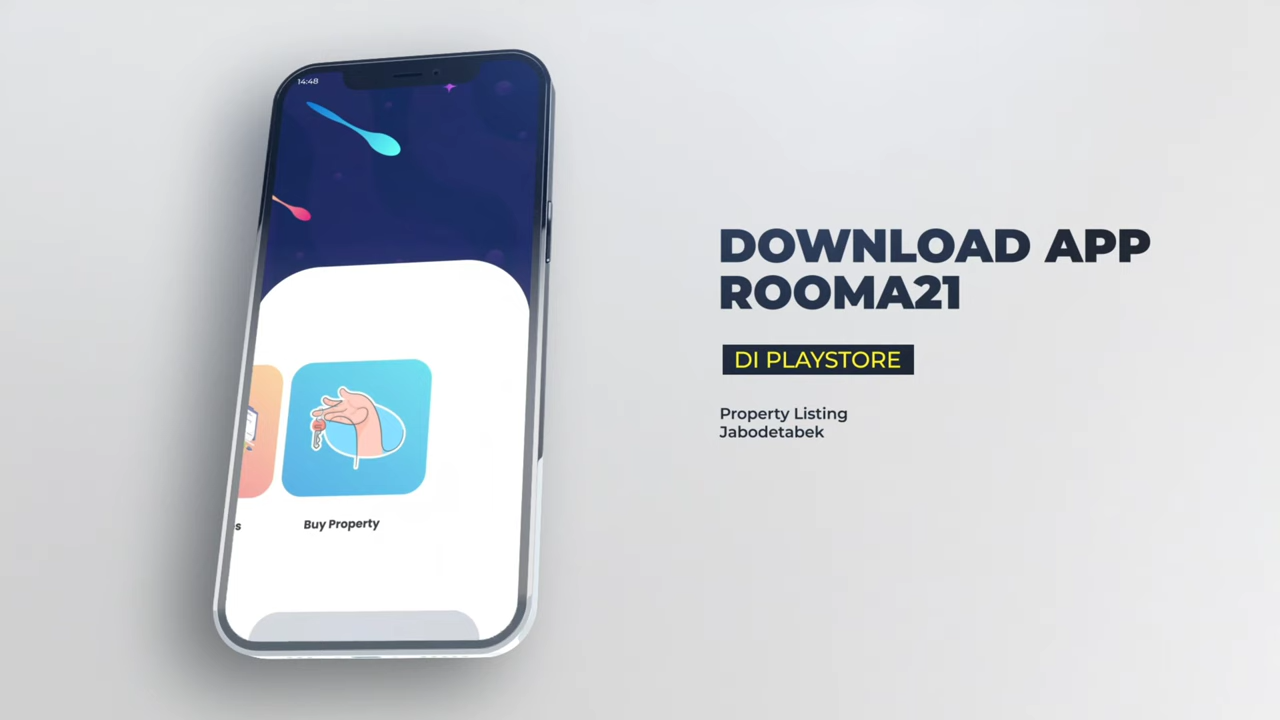 14:48
DOWNLOAD APP
ROOMA21
DI PLAYSTORE
Property Listing
Jabodetabek
s
Buy Property